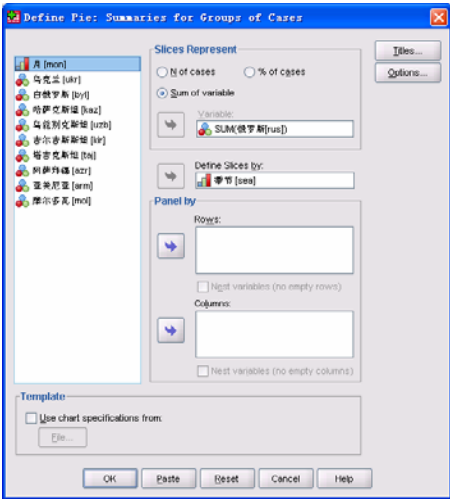 Define Pie: Summaries for Groups of Cases
月 [mon]
乌克兰 [ukr]
白俄罗斯 [byl]
哈萨克斯坦 [kaz]
乌兹别克斯坦 [uzb]
吉尔吉斯斯坦 [kir]
塔吉克斯坦 [taj]
阿萨拜疆 [azr]
亚美尼亚 [arm]
摩尔多瓦 [mol]
Slices Represent
N of cases
% of cases
Sum of variable
Variable:
SUM(俄罗斯[rus])
Define Slices by:
季节 [sea]
Panel by
Rows:
Nest variables (no empty rows)
Columns:
Nest variables (no empty columns)
Titles...
Options...
Template
Use chart specifications from:
File...
OK
Paste
Reset
Cancel
Help